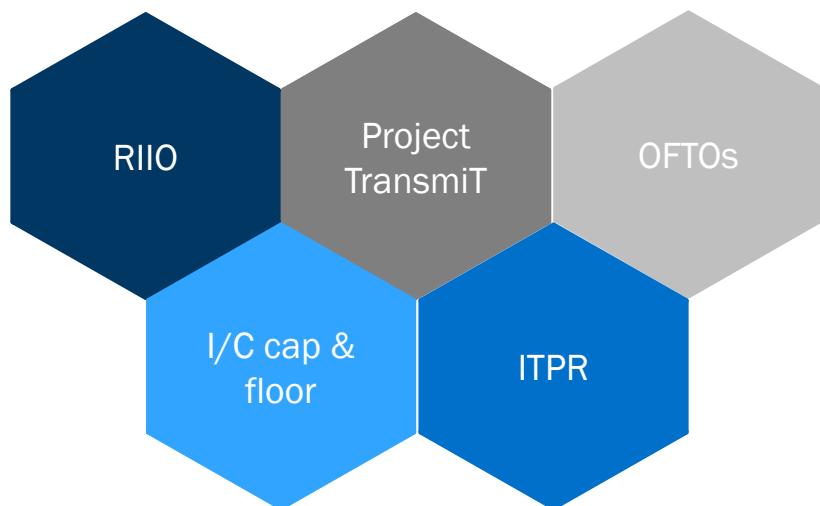 RIIO
Project
TransmiT
OFTOs
I/C cap &
floor
ITPR